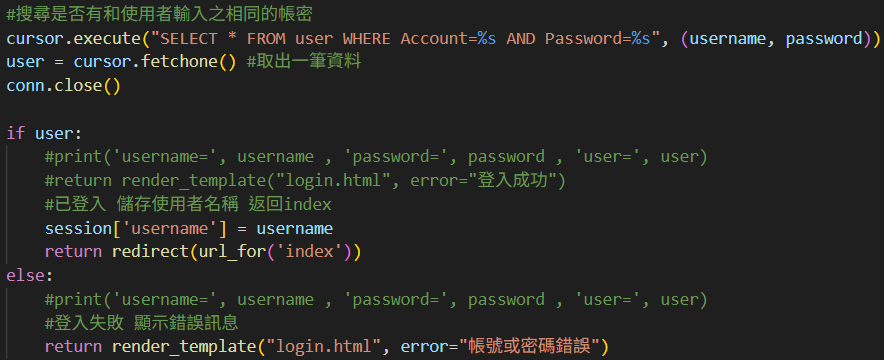 #搜尋是否有和使用者輸入之相同的帳密
cursor.execute("SELECT * FROM user WHERE Account=%s AND Password=%s", (username, password))
user = cursor.fetchone() #取出一筆資料
conn.close()
if user:
#print('username=', username , 'password=', password , 'user=', user)
#return render_template("login.html", error="登入成功")
#已登入 儲存使用者名稱 返回index
session['username'] = username
return redirect(url_for('index'))
else:
#print('username=', username , 'password=', password , 'user=', user)
#登入失敗 顯示錯誤訊息
return render_template("login.html", error="帳號或密碼錯誤")